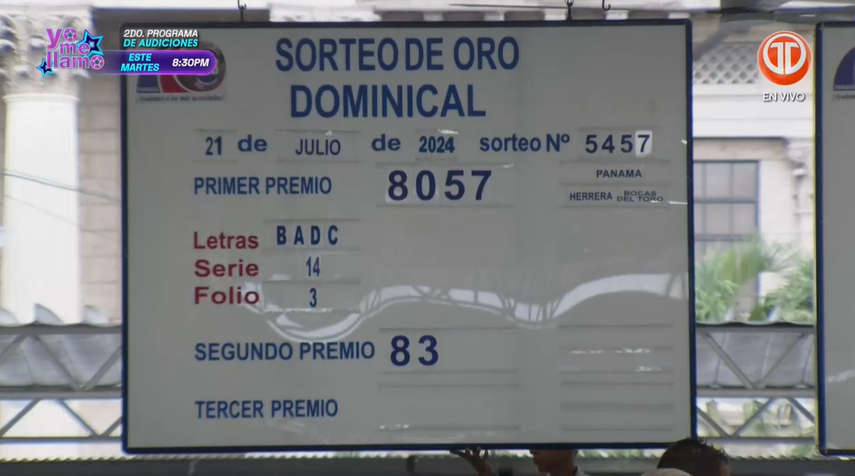 yo me llamo
2DO. PROGRAMA
DE AUDICIONES
ESTE MARTES 8:30PM
EN VIVO
SORTEO DE ORO
DOMINICAL
21 de JULIO de 2024 sorteo Nº 5457
PRIMER PREMIO 8057
PANAMA
HERRERA BOCAS DEL TORO
Letras B A D C
Serie 14
Folio 3
SEGUNDO PREMIO 83
TERCER PREMIO